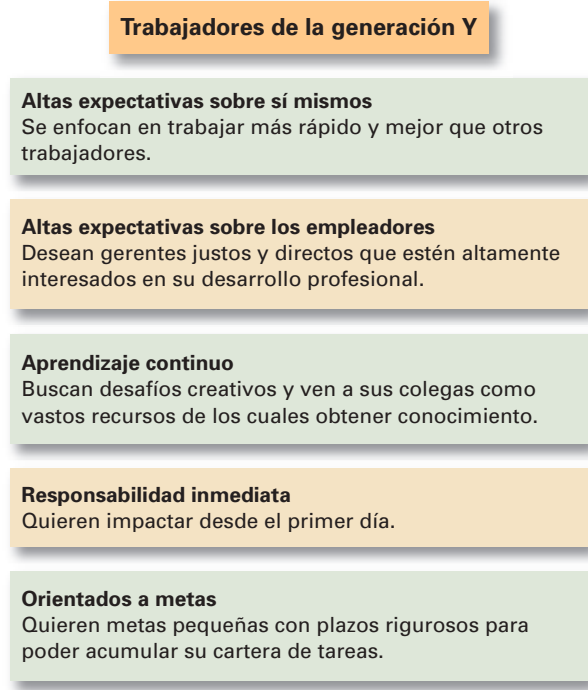 Trabajadores de la generación Y
Altas expectativas sobre sí mismos
Se enfocan en trabajar más rápido y mejor que otros
trabajadores.
Altas expectativas sobre los empleadores
Desean gerentes justos y directos que estén altamente
interesados en su desarrollo profesional.
Aprendizaje continuo
Buscan desafíos creativos y ven a sus colegas como
vastos recursos de los cuales obtener conocimiento.
Responsabilidad inmediata
Quieren impactar desde el primer día.
Orientados a metas
Quieren metas pequeñas con plazos rigurosos para
poder acumular su cartera de tareas.